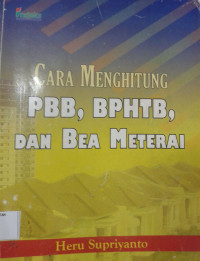 CARA MENGHITUNG
PBB, BPHTB,
DAN BEA METERAI
Heru Supriyanto